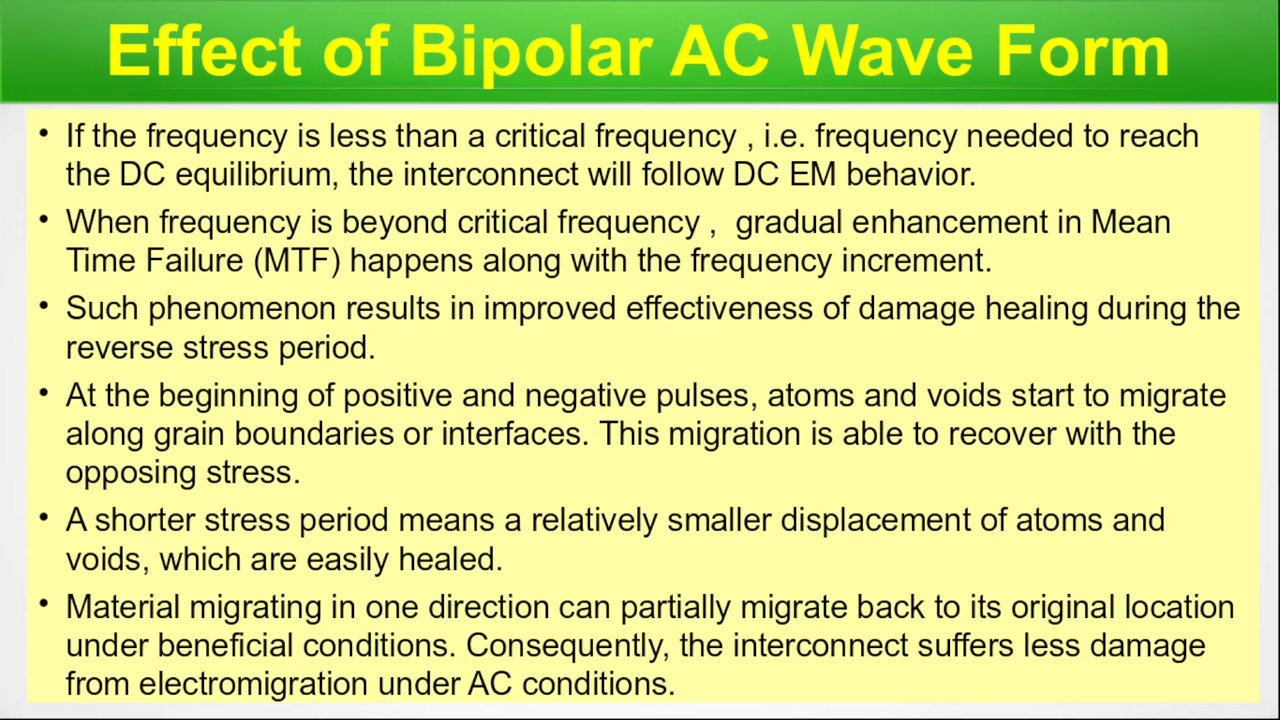 Effect of Bipolar AC Wave Form
• If the frequency is less than a critical frequency , i.e. frequency needed to reach
the DC equilibrium, the interconnect will follow DC EM behavior.
• When frequency is beyond critical frequency , gradual enhancement in Mean
Time Failure (MTF) happens along with the frequency increment.
• Such phenomenon results in improved effectiveness of damage healing during the
reverse stress period.
• At the beginning of positive and negative pulses, atoms and voids start to migrate
along grain boundaries or interfaces. This migration is able to recover with the
opposing stress.
• A shorter stress period means a relatively smaller displacement of atoms and
voids, which are easily healed.
• Material migrating in one direction can partially migrate back to its original location
under beneficial conditions. Consequently, the interconnect suffers less damage
from electromigration under AC conditions.